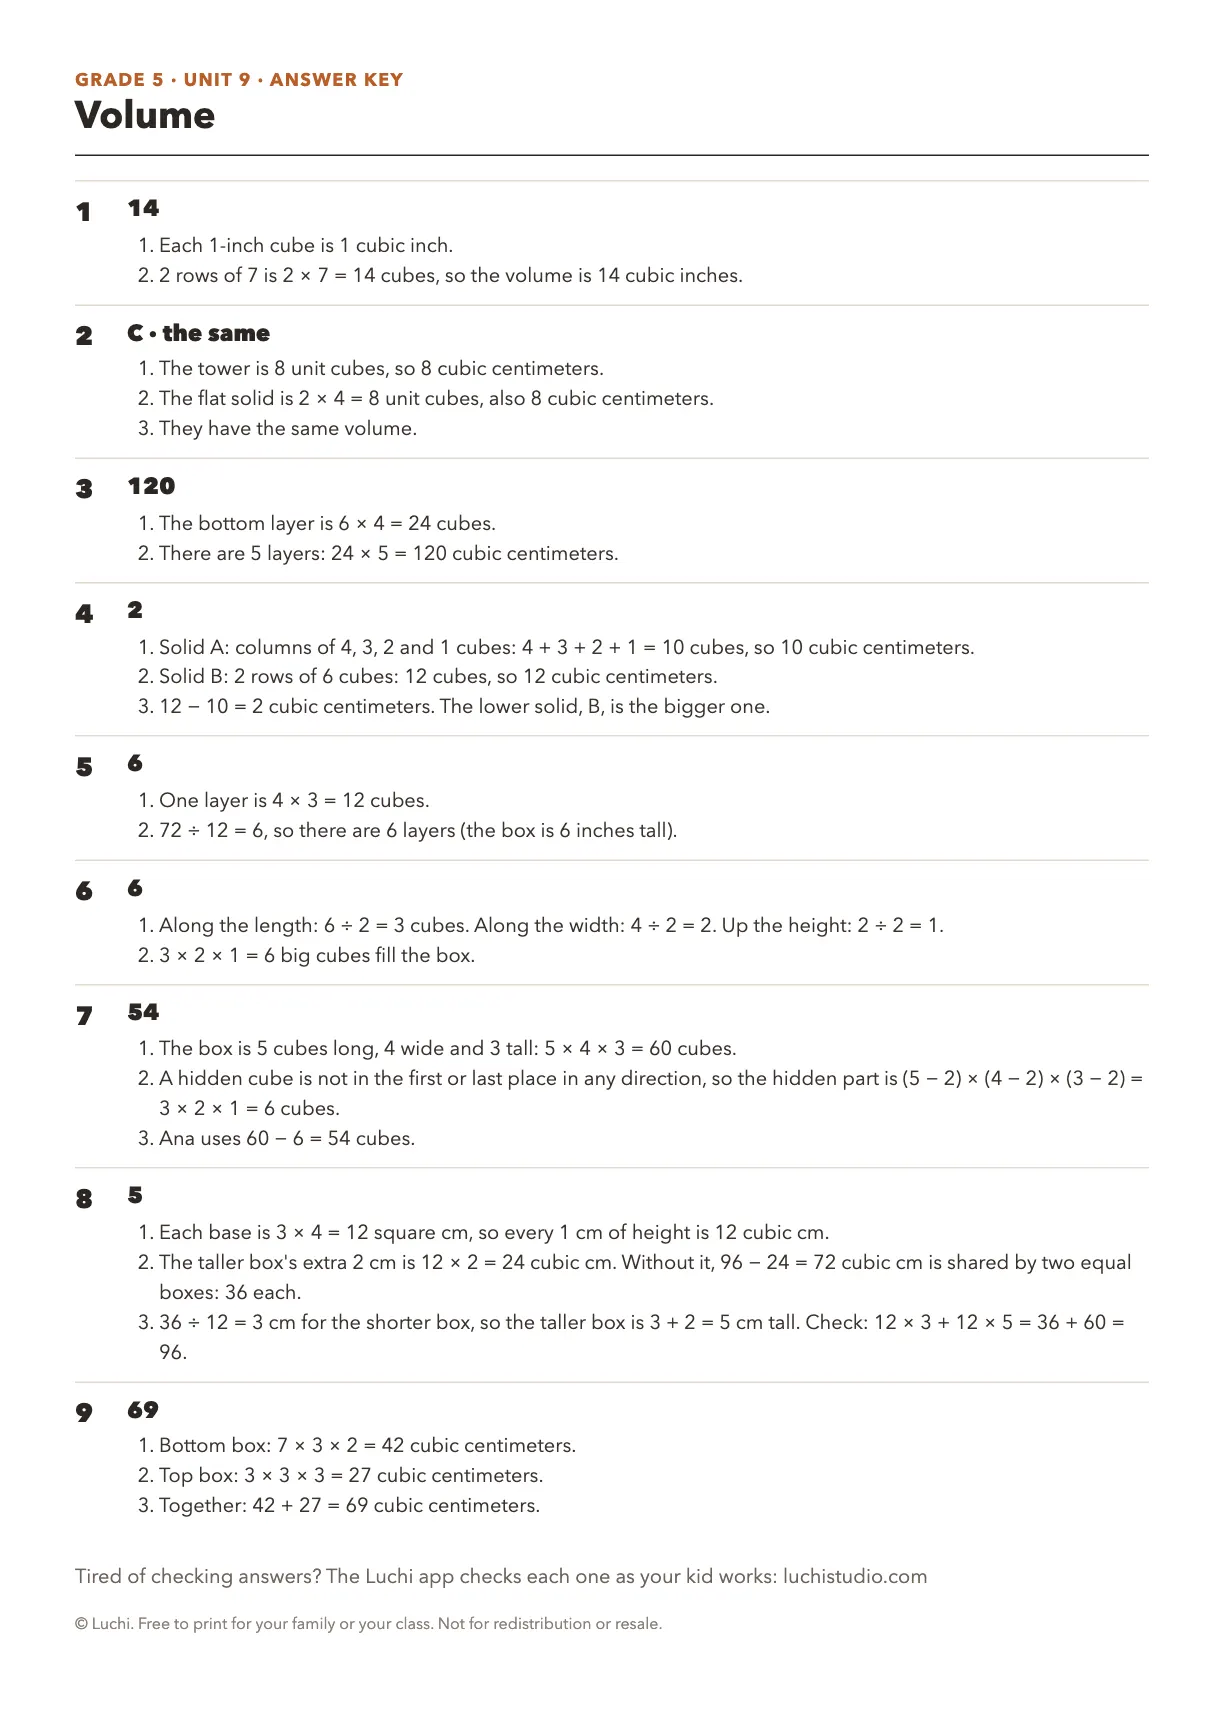 GRADE 5 · UNIT 9 · ANSWER KEY
Volume
1 14
1. Each 1-inch cube is 1 cubic inch.
2. 2 rows of 7 is 2 × 7 = 14 cubes, so the volume is 14 cubic inches.
2 C · the same
1. The tower is 8 unit cubes, so 8 cubic centimeters.
2. The flat solid is 2 × 4 = 8 unit cubes, also 8 cubic centimeters.
3. They have the same volume.
3 120
1. The bottom layer is 6 × 4 = 24 cubes.
2. There are 5 layers: 24 × 5 = 120 cubic centimeters.
4 2
1. Solid A: columns of 4, 3, 2 and 1 cubes: 4 + 3 + 2 + 1 = 10 cubes, so 10 cubic centimeters.
2. Solid B: 2 rows of 6 cubes: 12 cubes, so 12 cubic centimeters.
3. 12 − 10 = 2 cubic centimeters. The lower solid, B, is the bigger one.
5 6
1. One layer is 4 × 3 = 12 cubes.
2. 72 ÷ 12 = 6, so there are 6 layers (the box is 6 inches tall).
6 6
1. Along the length: 6 ÷ 2 = 3 cubes. Along the width: 4 ÷ 2 = 2. Up the height: 2 ÷ 2 = 1.
2. 3 × 2 × 1 = 6 big cubes fill the box.
7 54
1. The box is 5 cubes long, 4 wide and 3 tall: 5 × 4 × 3 = 60 cubes.
2. A hidden cube is not in the first or last place in any direction, so the hidden part is (5 − 2) × (4 − 2) × (3 − 2) =
3 × 2 × 1 = 6 cubes.
3. Ana uses 60 − 6 = 54 cubes.
8 5
1. Each base is 3 × 4 = 12 square cm, so every 1 cm of height is 12 cubic cm.
2. The taller box's extra 2 cm is 12 × 2 = 24 cubic cm. Without it, 96 − 24 = 72 cubic cm is shared by two equal
boxes: 36 each.
3. 36 ÷ 12 = 3 cm for the shorter box, so the taller box is 3 + 2 = 5 cm tall. Check: 12 × 3 + 12 × 5 = 36 + 60 =
96.
9 69
1. Bottom box: 7 × 3 × 2 = 42 cubic centimeters.
2. Top box: 3 × 3 × 3 = 27 cubic centimeters.
3. Together: 42 + 27 = 69 cubic centimeters.
Tired of checking answers? The Luchi app checks each one as your kid works: luchistudio.com
© Luchi. Free to print for your family or your class. Not for redistribution or resale.